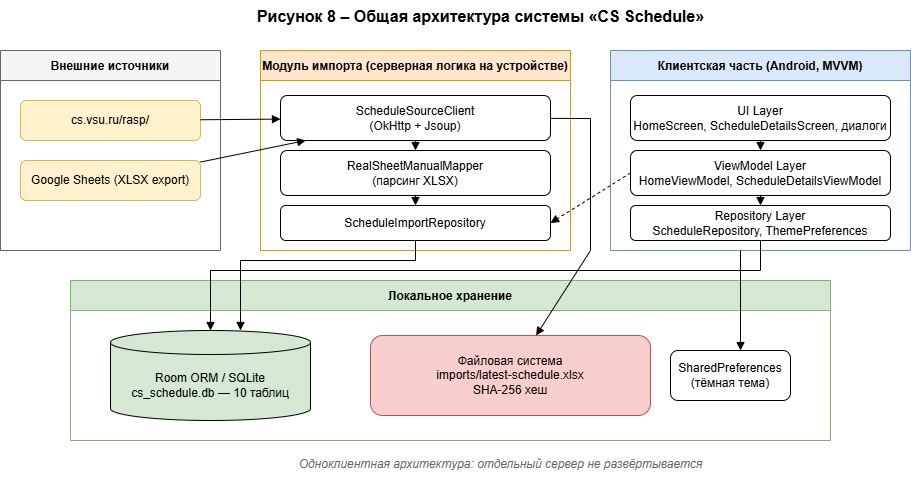 Рисунок 8 – Общая архитектура системы «CS Schedule»
Внешние источники
cs.vsu.ru/rasp/
Google Sheets (XLSX export)
Модуль импорта (серверная логика на устройстве)
ScheduleSourceClient
(OkHttp + Jsoup)
RealSheetManualMapper
(парсинг XLSX)
ScheduleImportRepository
Клиентская часть (Android, MVVM)
UI Layer
HomeScreen, ScheduleDetailsScreen, диалоги
ViewModel Layer
HomeViewModel, ScheduleDetailsViewModel
Repository Layer
ScheduleRepository, ThemePreferences
Локальное хранение
Room ORM / SQLite
cs_schedule.db — 10 таблиц
Файловая система
imports/latest-schedule.xlsx
SHA-256 хеш
SharedPreferences
(тёмная тема)
Одноклиентная архитектура: отдельный сервер не развёртывается